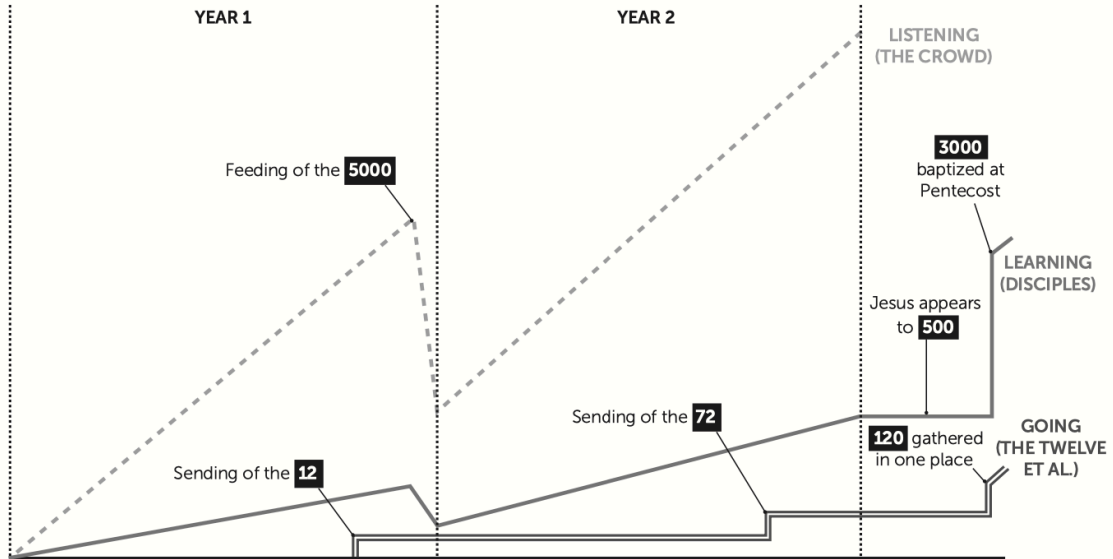 YEAR 1
YEAR 2
LISTENING
(THE CROWD)
Feeding of the 5000
3000
baptized at
Pentecost
LEARNING
(DISCIPLES)
Jesus appears
to 500
Sending of the 72
120 gathered
in one place
GOING
(THE TWELVE
ET AL.)
Sending of the 12